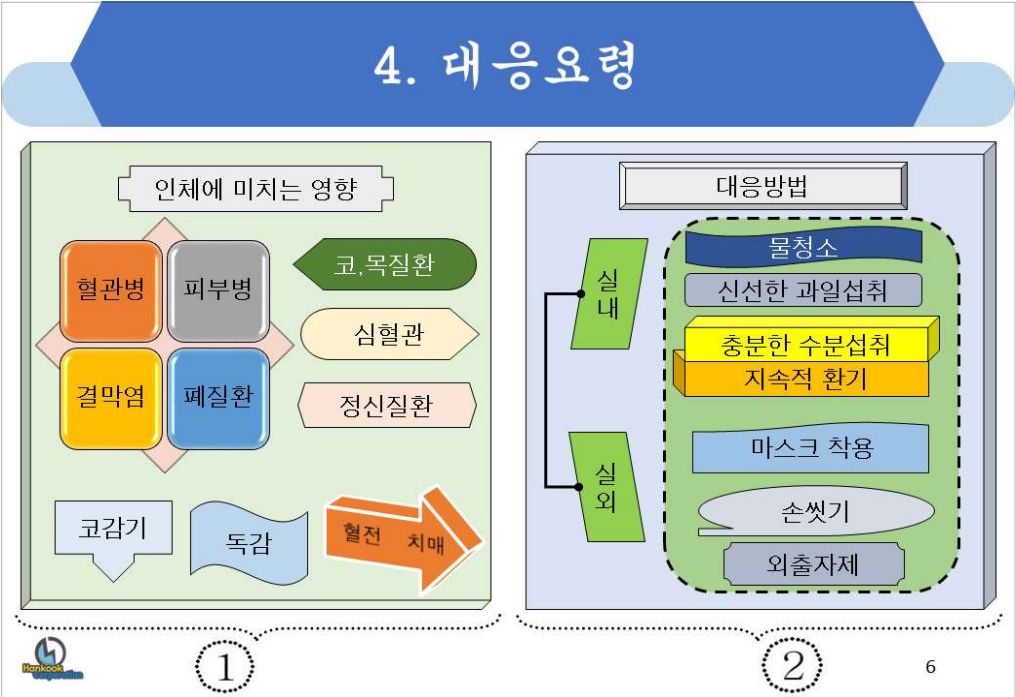 4. 대응요령
인체에 미치는 영향
혈관병
피부병
결막염
폐질환
코,목질환
심혈관
정신질환
코감기
독감
혈전 치매
1
대응방법
실내
실외
물청소
신선한 과일섭취
충분한 수분섭취
지속적 환기
마스크 착용
손씻기
외출자제
2
Hankook
Corporation
6